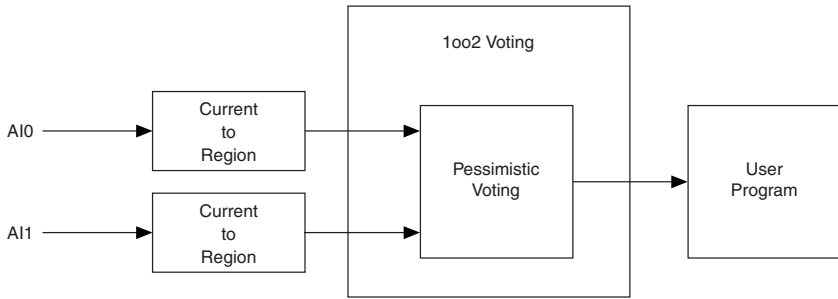 1oo2 Voting
AI0
Current
to
Region
Pessimistic
Voting
User
Program
AI1
Current
to
Region